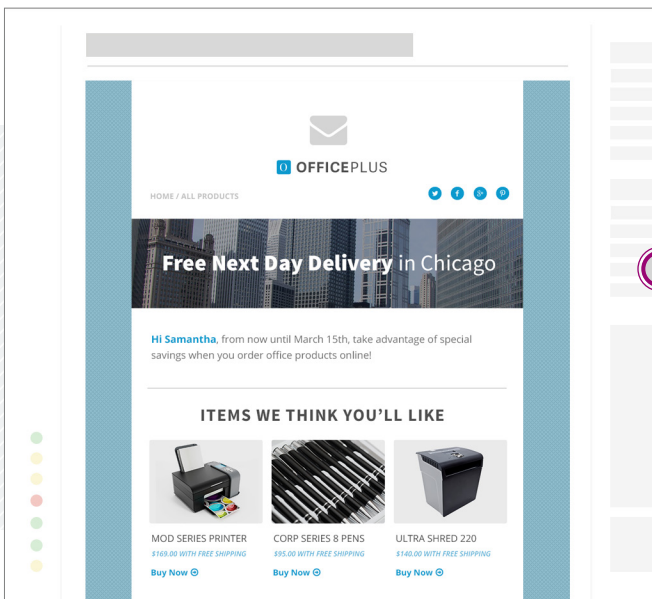 OFFICEPLUS
HOME / ALL PRODUCTS
Free Next Day Delivery in Chicago
Hi Samantha, from now until March 15th, take advantage of special
savings when you order office products online!
ITEMS WE THINK YOU’LL LIKE
MOD SERIES PRINTER CORP SERIES 8 PENS ULTRA SHRED 220
$169.00 WITH FREE SHIPPING $95.00 WITH FREE SHIPPING $140.00 WITH FREE SHIPPING
Buy Now Buy Now Buy Now